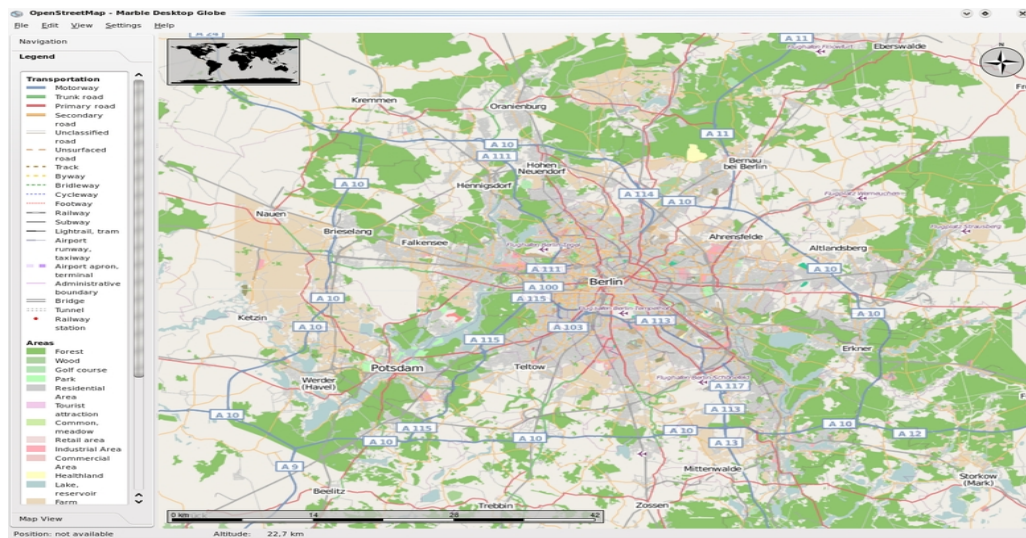 OpenStreetMap - Marble Desktop Globe
File Edit View Settings Help
Navigation
Legend
Transportation
Motorway
Trunk road
Primary road
Secondary
road
Unclassified
road
Unsurfaced
road
Track
Byway
Bridleway
Cycleway
Footway
Railway
Subway
Lightrail, tram
Airport
runway,
taxiway
Airport apron,
terminal
Administrative
boundary
Bridge
Tunnel
Railway
station
Areas
Forest
Wood
Golf course
Park
Residential
Area
Tourist
attraction
Common,
meadow
Retail area
Industrial Area
Commercial
Area
Healthland
Lake,
reservoir
Farm
Map View
A 24
A 11
Eberswalde
N
Kremmen
Oranienburg
A 11
A 10
A 111
Hohen
Neuendorf
Bernau
bei Berlin
A 10
Hennigsdorf
A 114
A 10
Nauen
Brieselang
Falkensee
Ahrensfelde
Altlandsberg
A 111
A 10
Berlin
A 100
A 10
A 115
A 10
Ketzin
A 10
A 103
A 113
A 115
Erkner
Potsdam
Teltow
Werder
(Havel)
A 117
A 10
A 113
A 115
A 10
A 10
A 10
A 10
A 12
A 13
A 9
Mittenwalde
Storkow
(Mark)
Beelitz
Trebbin
Zossen
0 km 14 28 42
Position: not available Altitude: 22,7 km